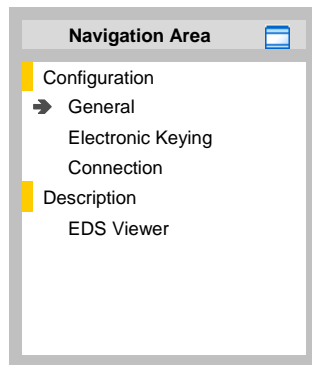 Navigation Area
Configuration
General
Electronic Keying
Connection
Description
EDS Viewer